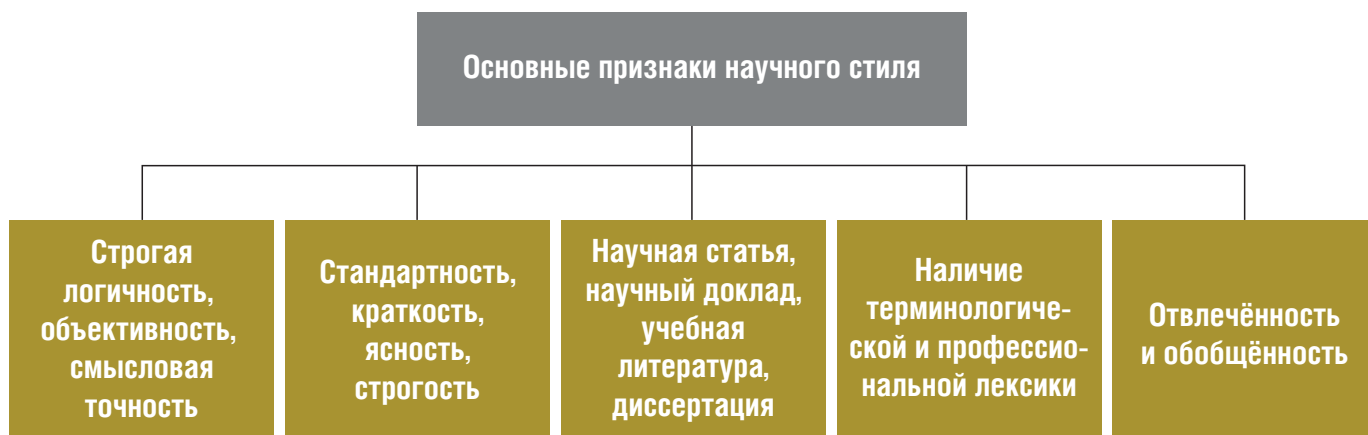 Основные признаки научного стиля
Строгая
логичность,
объективность,
смысловая
точность
Стандартность,
краткость,
ясность,
строгость
Научная статья,
научный доклад,
учебная
литература,
диссертация
Наличие
терминологиче-
ской и профессио-
нальной лексики
Отвлечённость
и обобщённость